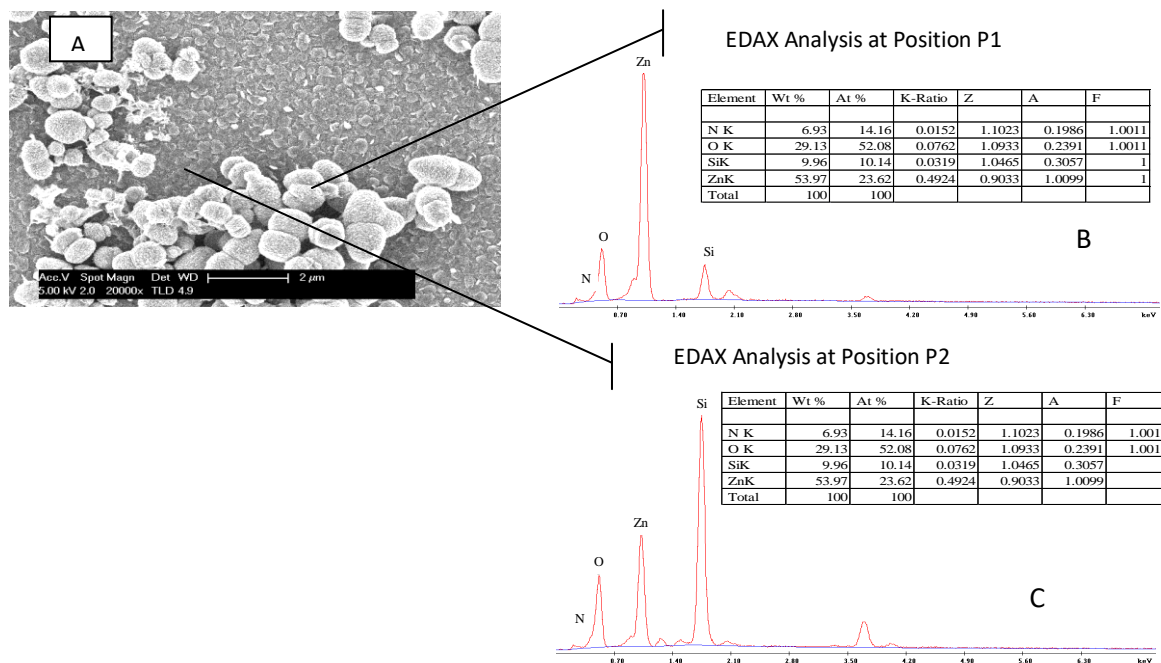 A
Acc.V Spot Magn Det WD 2 µm
5.00 kV 2.0 20000x TLD 4.9
EDAX Analysis at Position P1
Element Wt % At % K-Ratio Z A F
N K 6.93 14.16 0.0152 1.1023 0.1986 1.0011
O K 29.13 52.08 0.0762 1.0933 0.2391 1.0011
SiK 9.96 10.14 0.0319 1.0465 0.3057 1
ZnK 53.97 23.62 0.4924 0.9033 1.0099 1
Total 100 100
Zn
O
Si
N
B
0.70 1.40 2.10 2.80 3.50 4.20 4.90 5.60 6.30 keV
EDAX Analysis at Position P2
Element Wt % At % K-Ratio Z A F
N K 6.93 14.16 0.0152 1.1023 0.1986 1.001
O K 29.13 52.08 0.0762 1.0933 0.2391 1.001
SiK 9.96 10.14 0.0319 1.0465 0.3057
ZnK 53.97 23.62 0.4924 0.9033 1.0099
Total 100 100
Si
Zn
O
N
C
0.70 1.40 2.10 2.80 3.50 4.20 4.90 5.60 6.30 keV